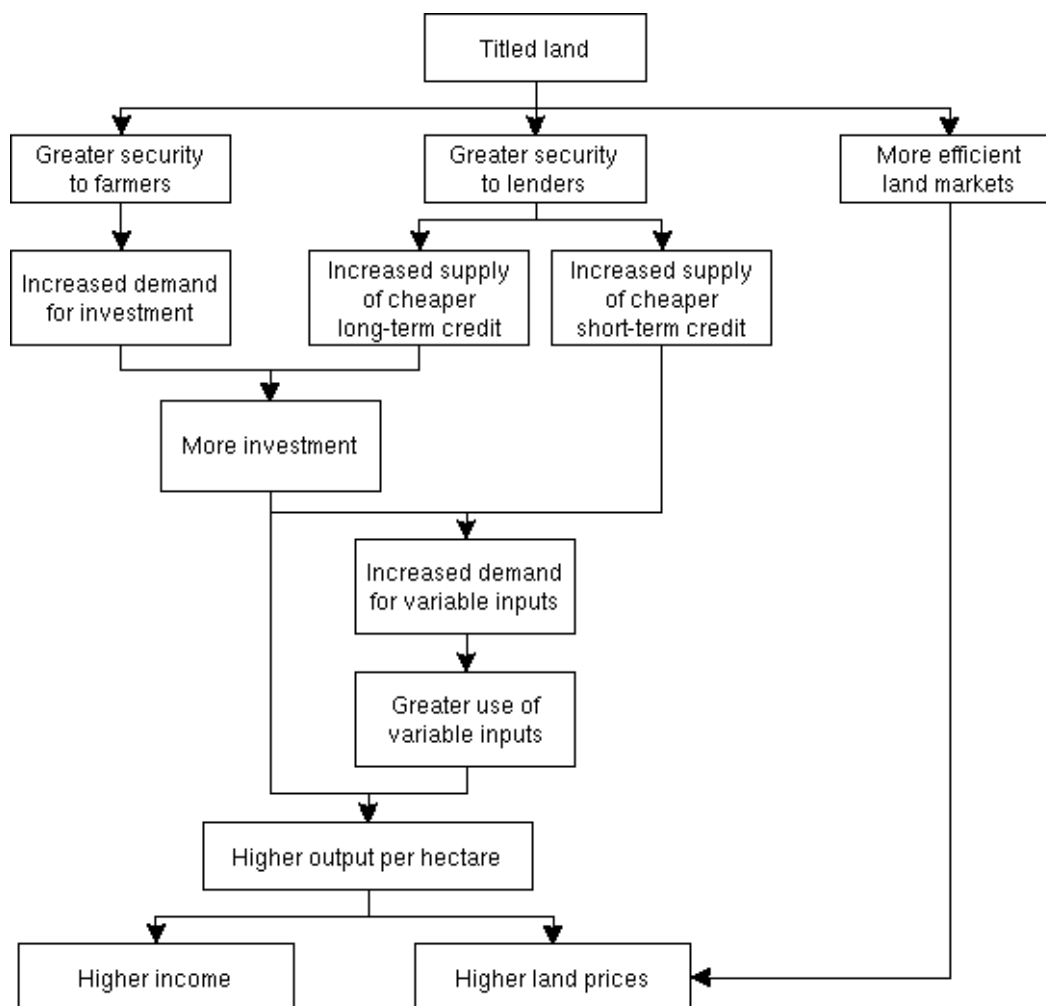 Titled land
Greater security
to farmers
Greater security
to lenders
More efficient
land markets
Increased demand
for investment
Increased supply
of cheaper
long-term credit
Increased supply
of cheaper
short-term credit
More investment
Increased demand
for variable inputs
Greater use of
variable inputs
Higher output per hectare
Higher income
Higher land prices